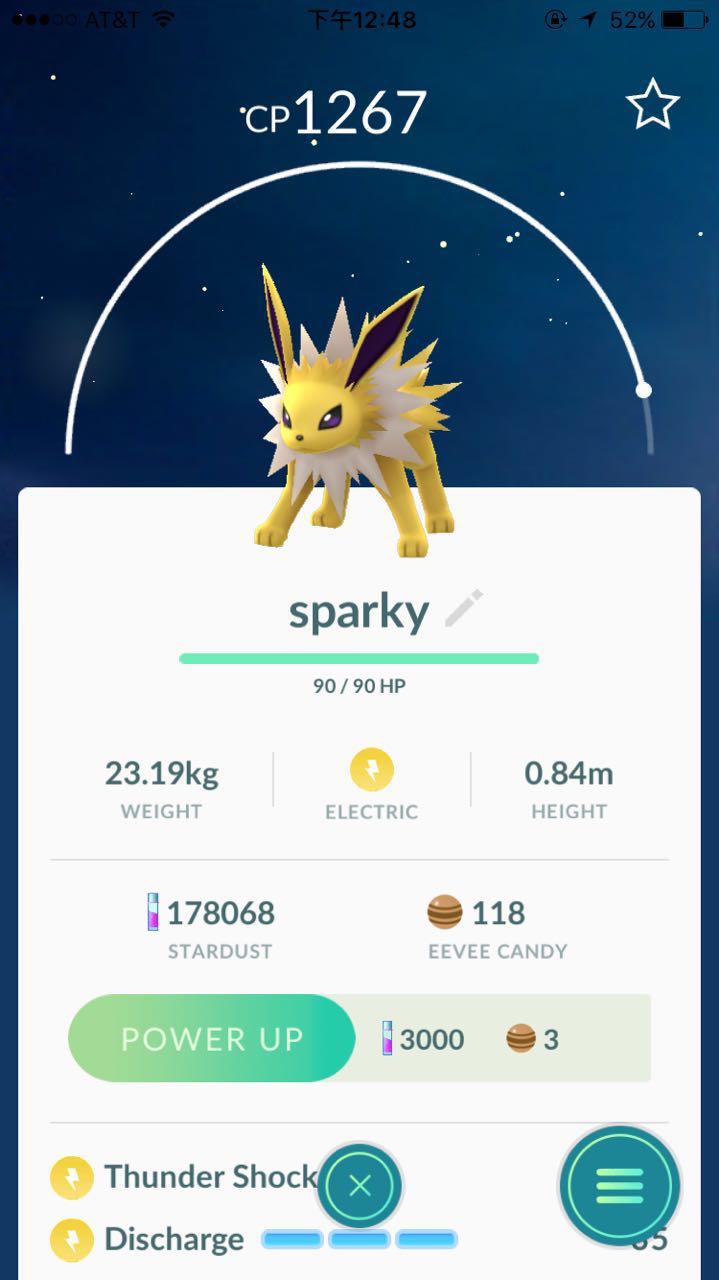 AT&T 下午12:48 52%
CP1267
sparky
90 / 90 HP
23.19kg ELECTRIC 0.84m
WEIGHT HEIGHT
178068 118
STARDUST EEVEE CANDY
POWER UP 3000 3
Thunder Shock
Discharge